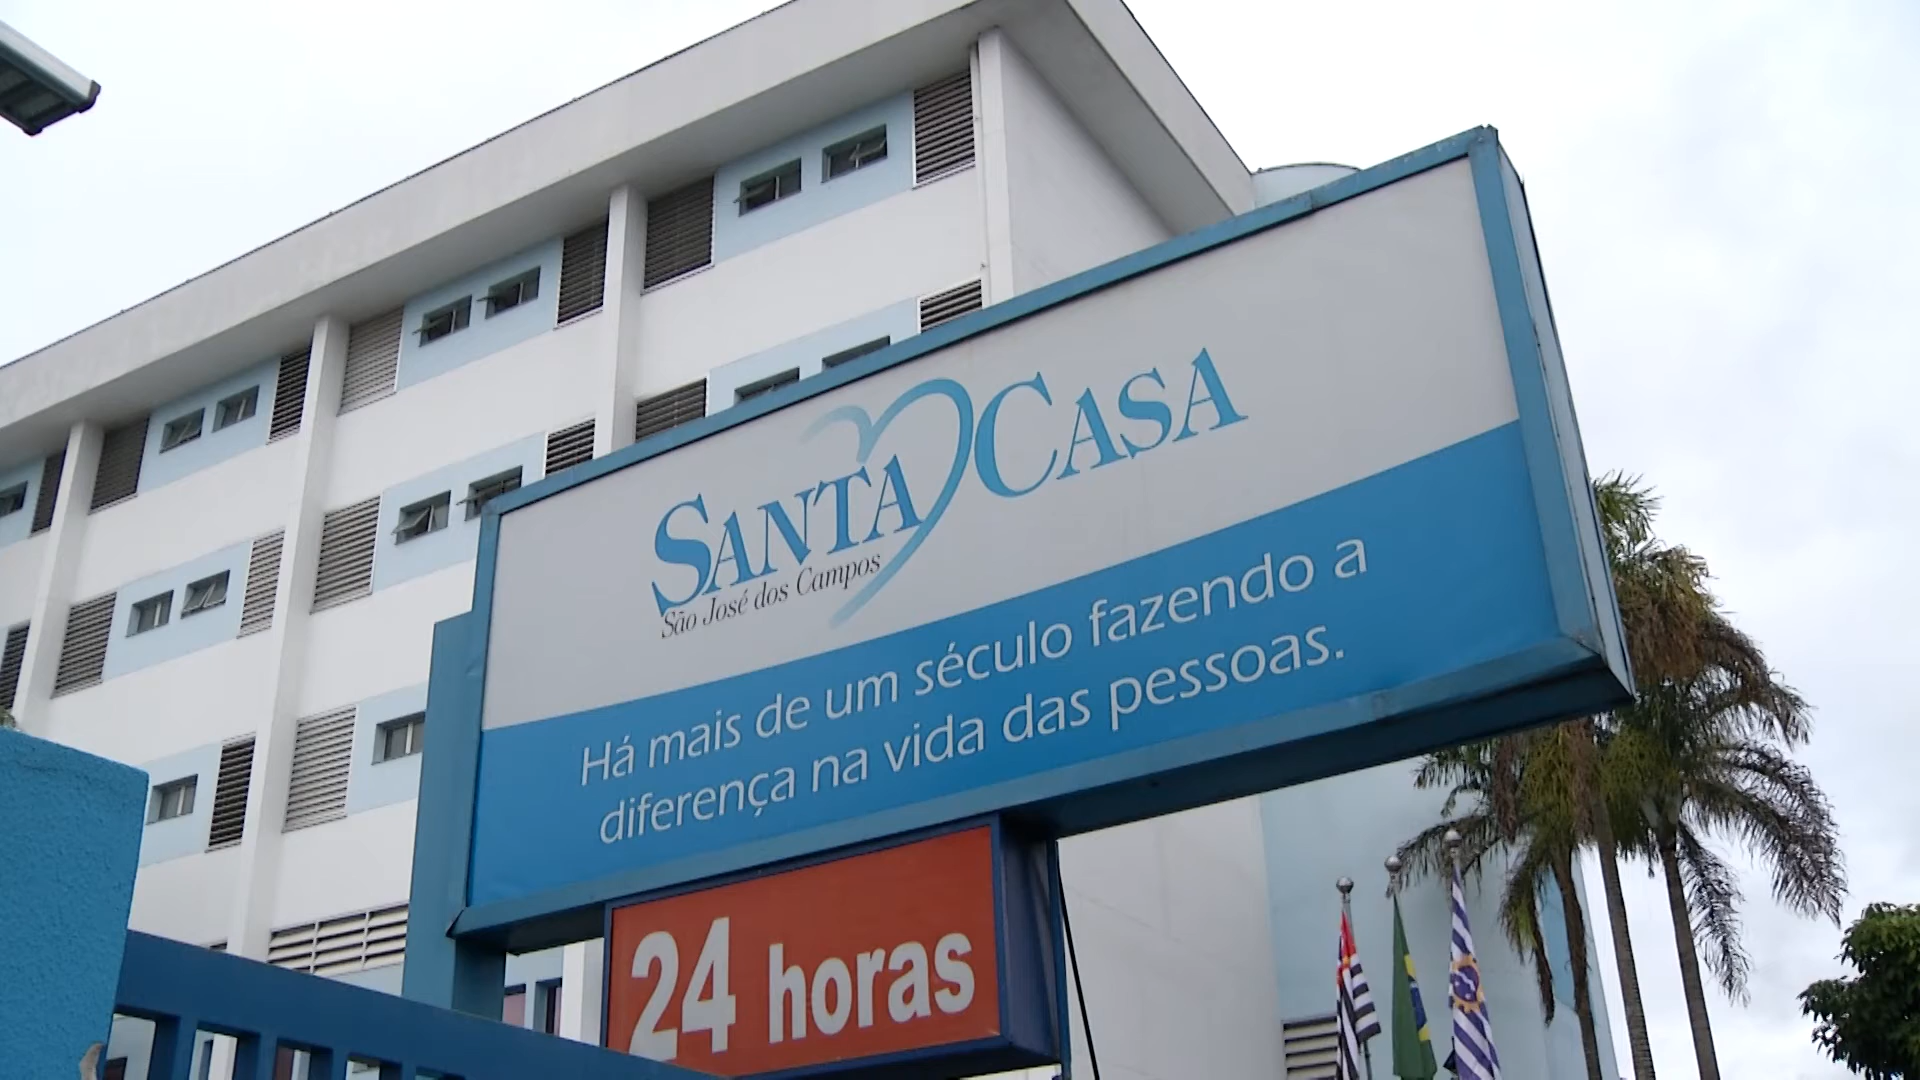 SANTA CASA
São José dos Campos
Há mais de um século fazendo a
diferença na vida das pessoas.
24 horas